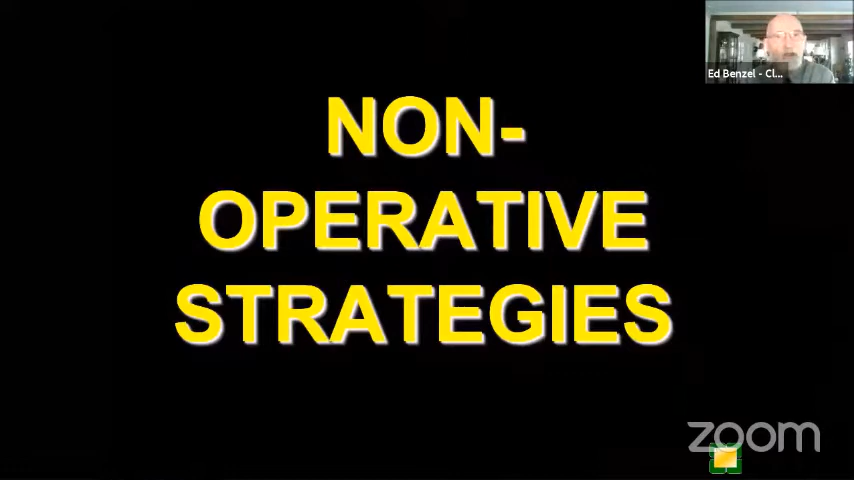 Ed Benzel - Cl...
NON-
OPERATIVE
STRATEGIES
zoom